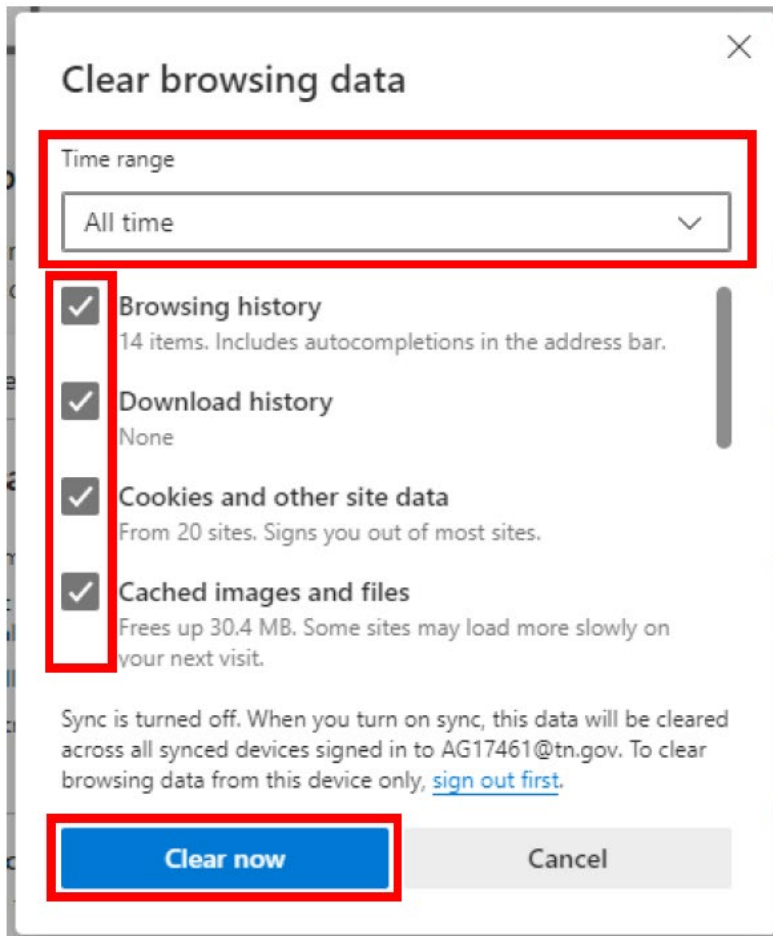 Clear browsing data
Time range
All time
Browsing history
14 items. Includes autocompletions in the address bar.
Download history
None
Cookies and other site data
From 20 sites. Signs you out of most sites.
Cached images and files
Frees up 30.4 MB. Some sites may load more slowly on
your next visit.
Sync is turned off. When you turn on sync, this data will be cleared
across all synced devices signed in to AG17461@tn.gov. To clear
browsing data from this device only, sign out first.
Clear now
Cancel